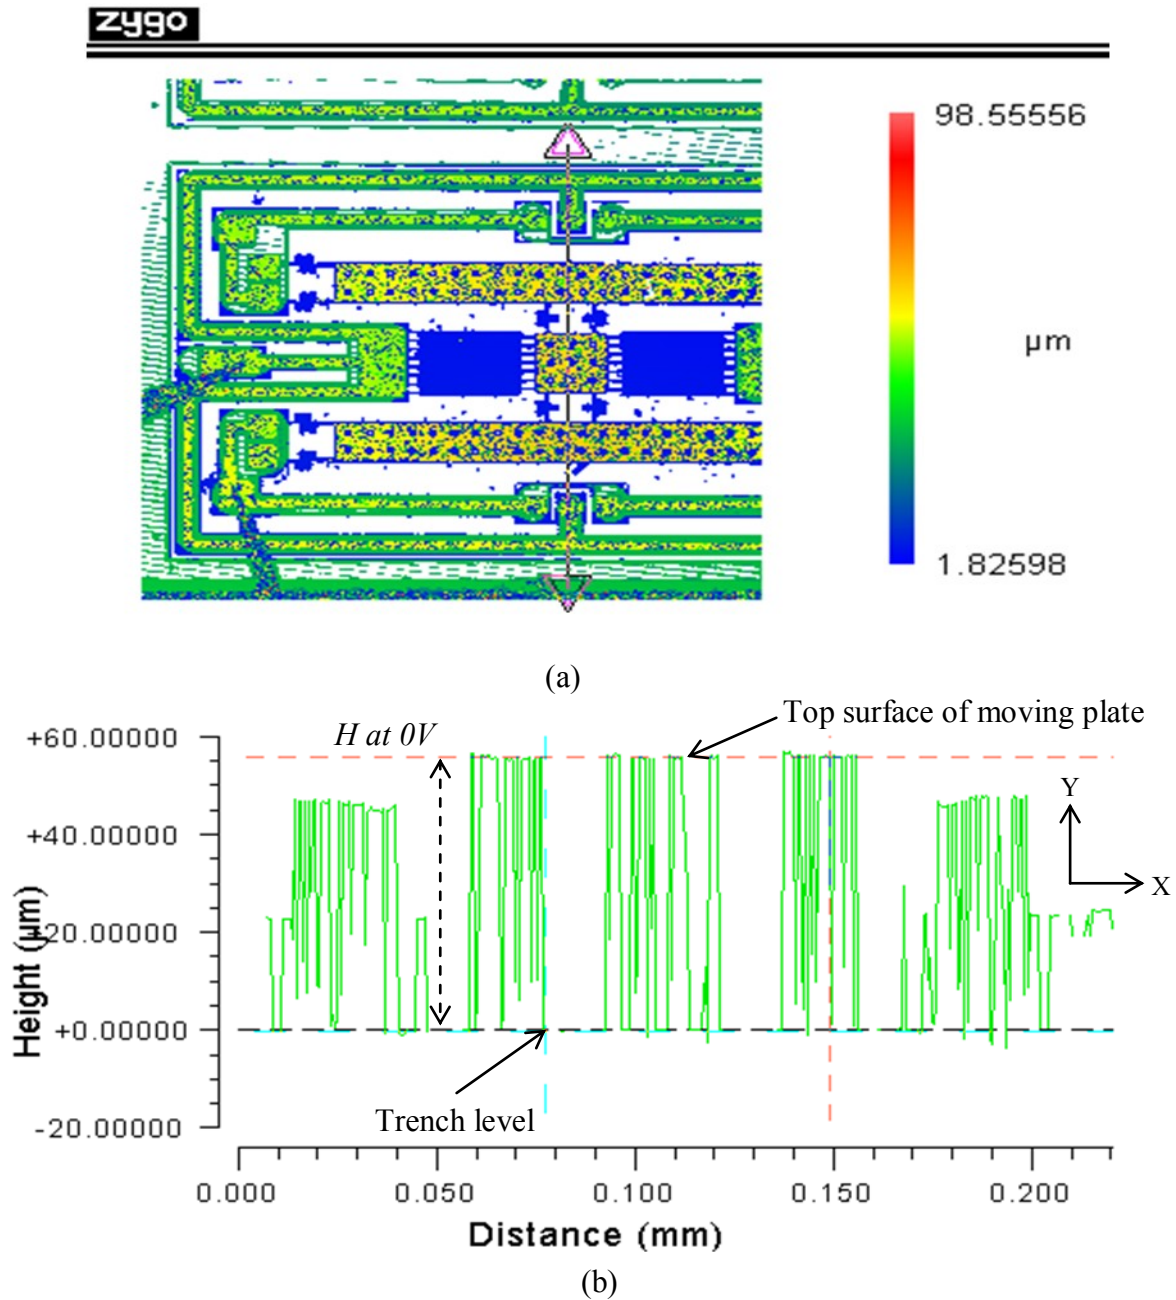 zygo
98.55556
µm
1.82598
(a)
Top surface of moving plate
H at 0V
+60.00000
+40.00000
+20.00000
+0.00000
-20.00000
Height (µm)
Y
X
Trench level
0.000 0.050 0.100 0.150 0.200
Distance (mm)
(b)